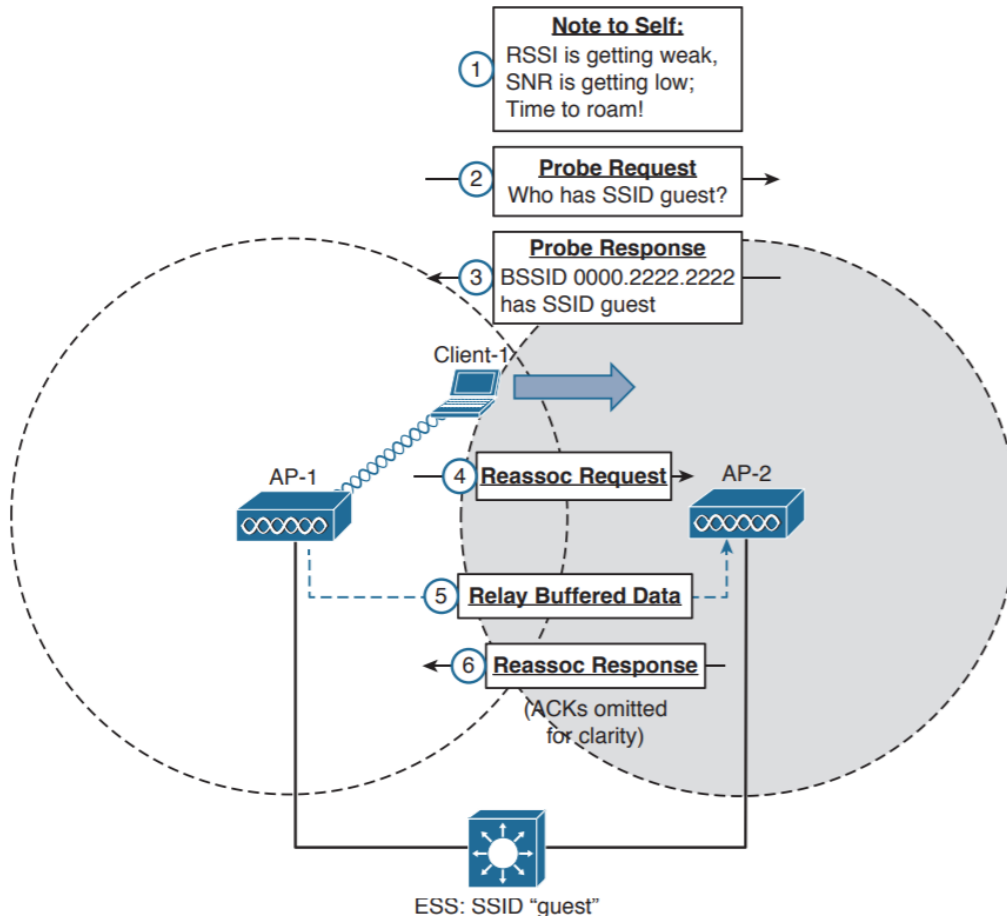 Note to Self:
1
RSSI is getting weak,
SNR is getting low;
Time to roam!
Probe Request
2
Who has SSID guest?
Probe Response
3
BSSID 0000.2222.2222
has SSID guest
Client-1
AP-1
4
Reassoc Request
AP-2
5
Relay Buffered Data
6
Reassoc Response
(ACKs omitted
for clarity)
ESS: SSID “guest”